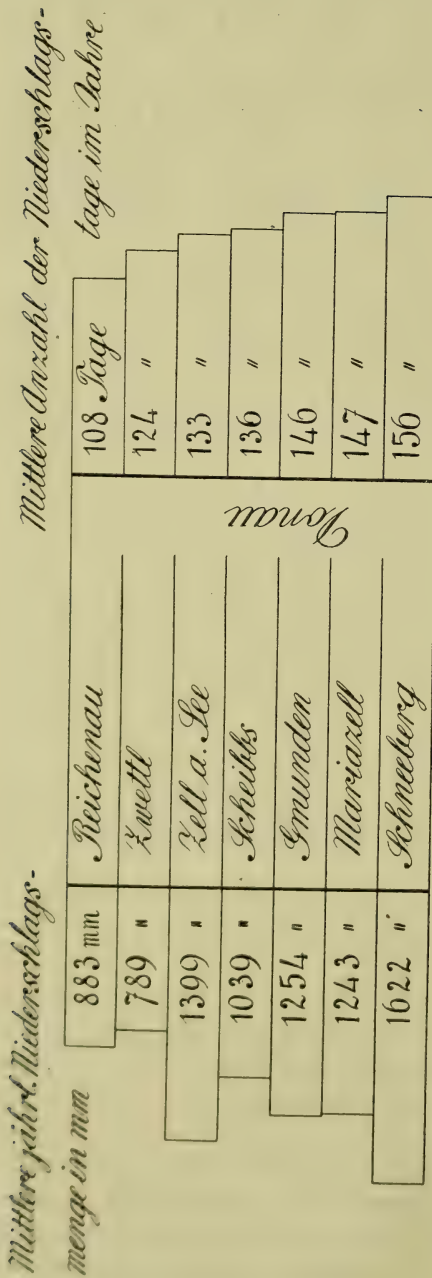 Mittlere jährl. Niederschlags-
menge in mm
Mittlere Anzahl der Niederschlags-
tage im Jahre.
883 mm Reichenau 108 Tage
789 " Zwettl 124 "
1399 " Zell a. See 133 "
1039 " Scheibbs 136 "
1254 " Gmunden 146 "
1243 " Mariazell 147 "
1622 " Schneeberg 156 "
Donau